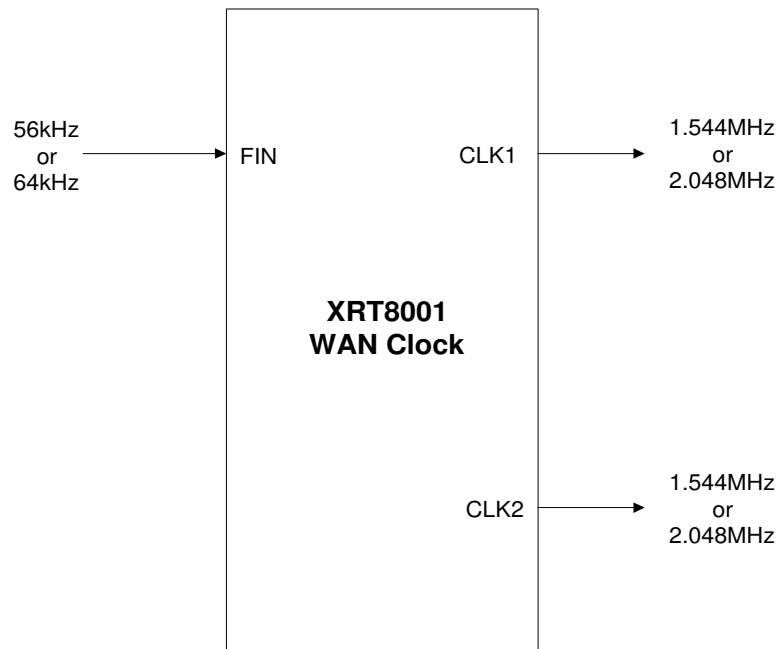 56kHz
or
64kHz
FIN
CLK1
1.544MHz
or
2.048MHz
XRT8001
WAN Clock
CLK2
1.544MHz
or
2.048MHz